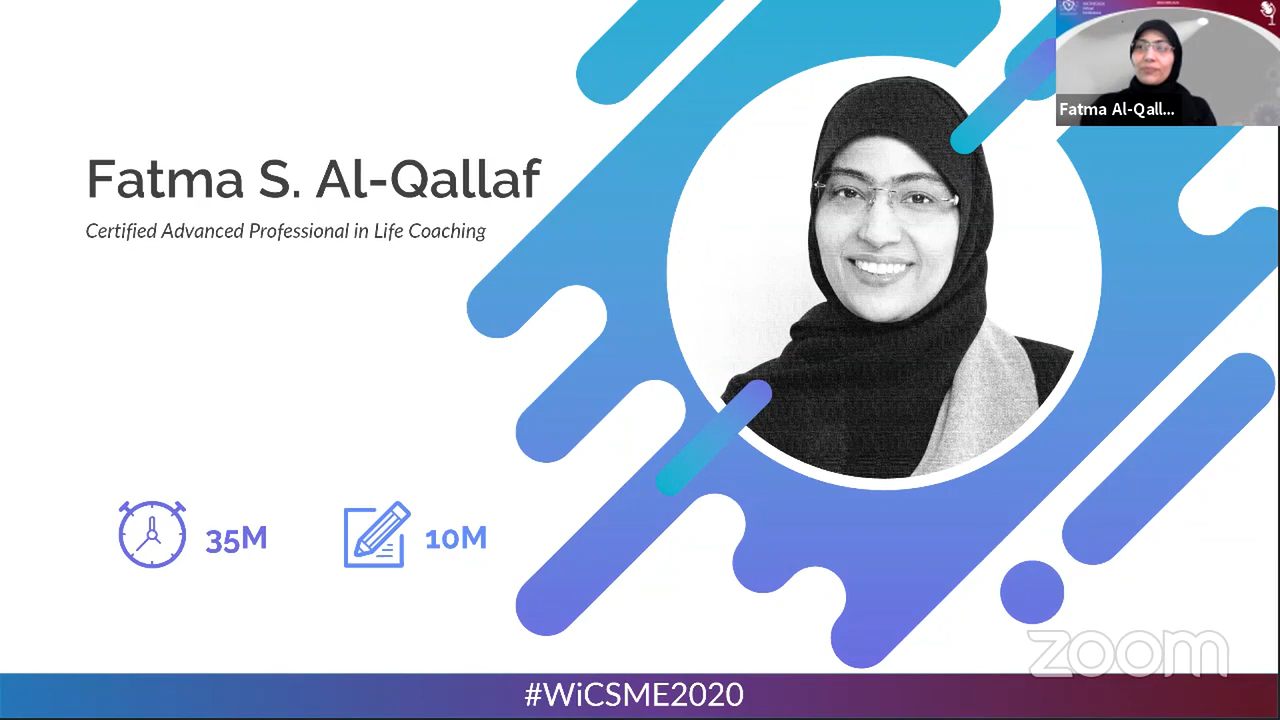 Fatma Al-Qall...
Fatma S. Al-Qallaf
Certified Advanced Professional in Life Coaching
35M
10M
zoom
#WiCSME2020